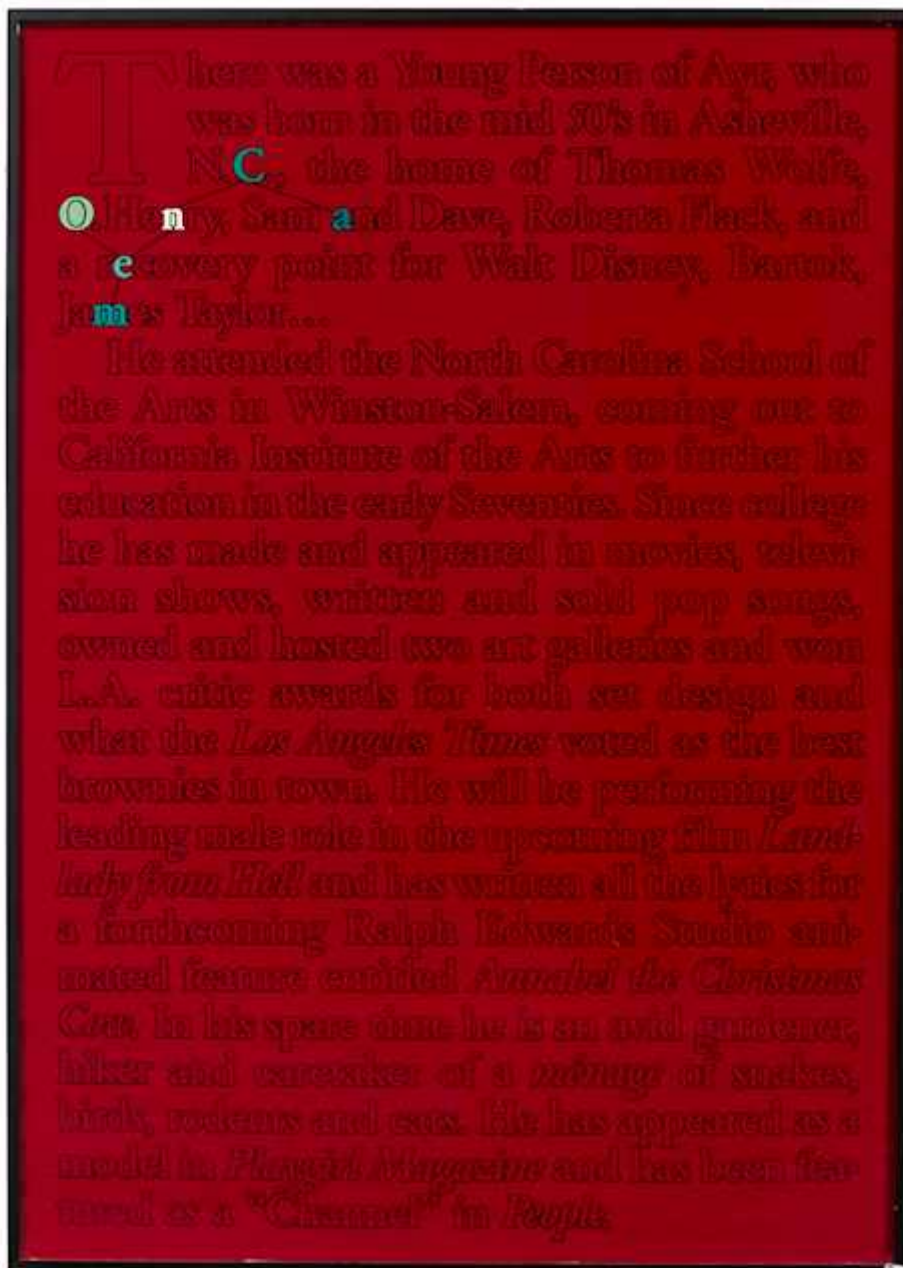 There was a Young Person of Ayr, who
was born in the mid 50's in Asheville,
N.C., the home of Thomas Wolfe,
O. Henry, Sam and Dave, Roberta Flack, and
a recovery point for Walt Disney, Bartok,
James Taylor…
He attended the North Carolina School of
the Arts in Winston-Salem, coming out to
California Institute of the Arts to further his
education in the early Seventies. Since college
he has made and appeared in movies, televi-
sion shows, written and sold pop songs,
owned and hosted two art galleries and won
L.A. critic awards for both set design and
what the Los Angeles Times voted as the best
brownies in town. He will be performing the
leading male role in the upcoming film Land-
lady from Hell and has written all the lyrics for
a forthcoming Ralph Edwards Studio ani-
mated feature entitled Annabel the Christmas
Cow. In his spare time he is an avid gardener,
hiker and caretaker of a ménage of snakes,
birds, rodents and cats. He has appeared as a
model in Playgirl Magazine and has been fea-
tured as a "Channel" in People.